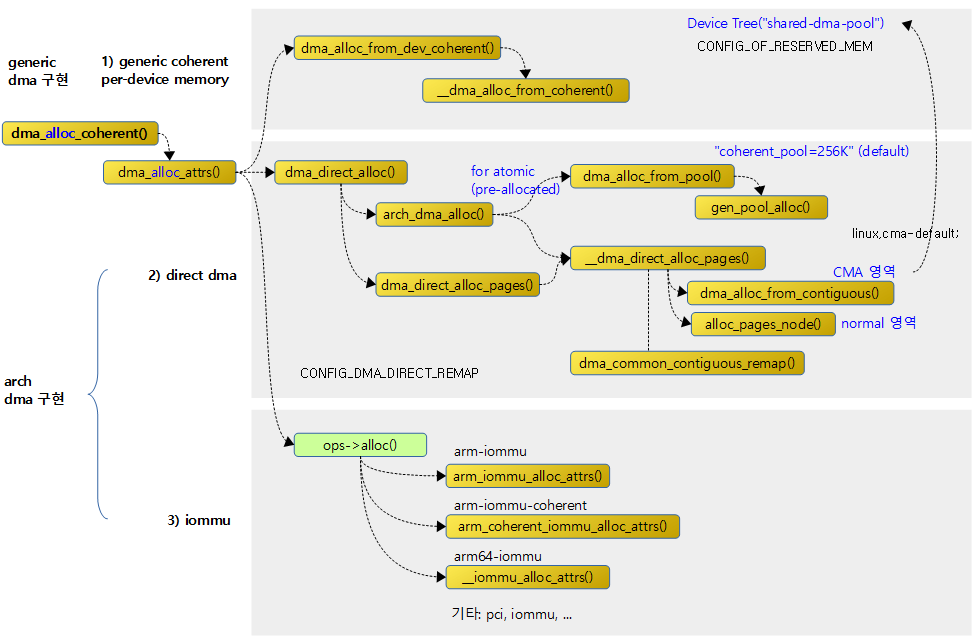 Device Tree("shared-dma-pool")
CONFIG_OF_RESERVED_MEM
dma_alloc_from_dev_coherent()
__dma_alloc_from_coherent()
generic
dma 구현
1) generic coherent
per-device memory
dma_alloc_coherent()
dma_alloc_attrs()
"coherent_pool=256K" (default)
dma_direct_alloc()
for atomic
(pre-allocated)
dma_alloc_from_pool()
gen_pool_alloc()
arch_dma_alloc()
linux,cma-default;
__dma_direct_alloc_pages()
CMA 영역
2) direct dma
dma_direct_alloc_pages()
dma_alloc_from_contiguous()
alloc_pages_node()
normal 영역
dma_common_contiguous_remap()
CONFIG_DMA_DIRECT_REMAP
arch
dma 구현
ops->alloc()
arm-iommu
arm_iommu_alloc_attrs()
arm-iommu-coherent
3) iommu
arm_coherent_iommu_alloc_attrs()
arm64-iommu
__iommu_alloc_attrs()
기타: pci, iommu, ...